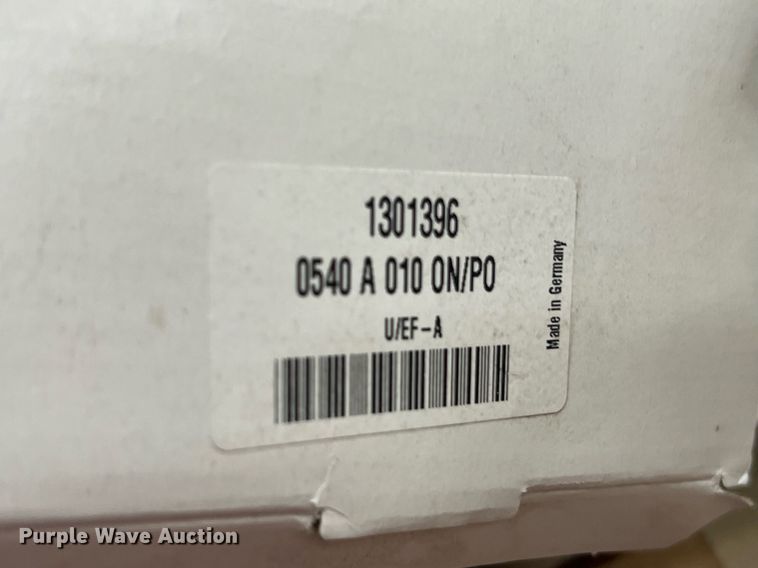 1301396
0540 A 010 ON/PO
U/EF-A
Made in Germany
Purple Wave Auction